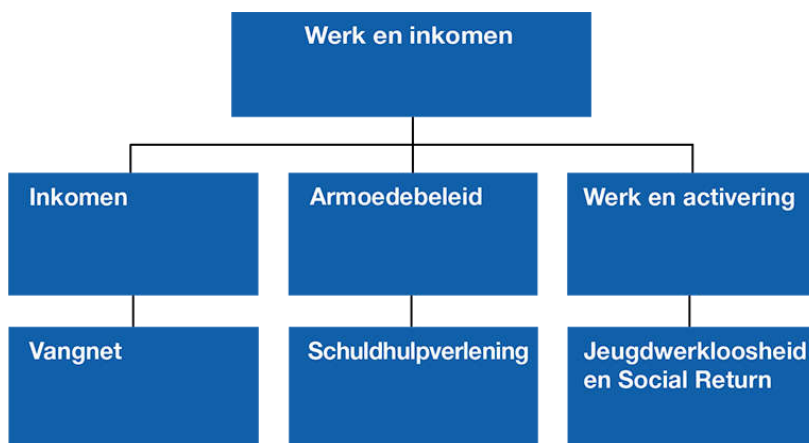 Werk en inkomen
Inkomen
Armoedebeleid
Werk en activering
Vangnet
Schuldhulpverlening
Jeugdwerkloosheid
en Social Return